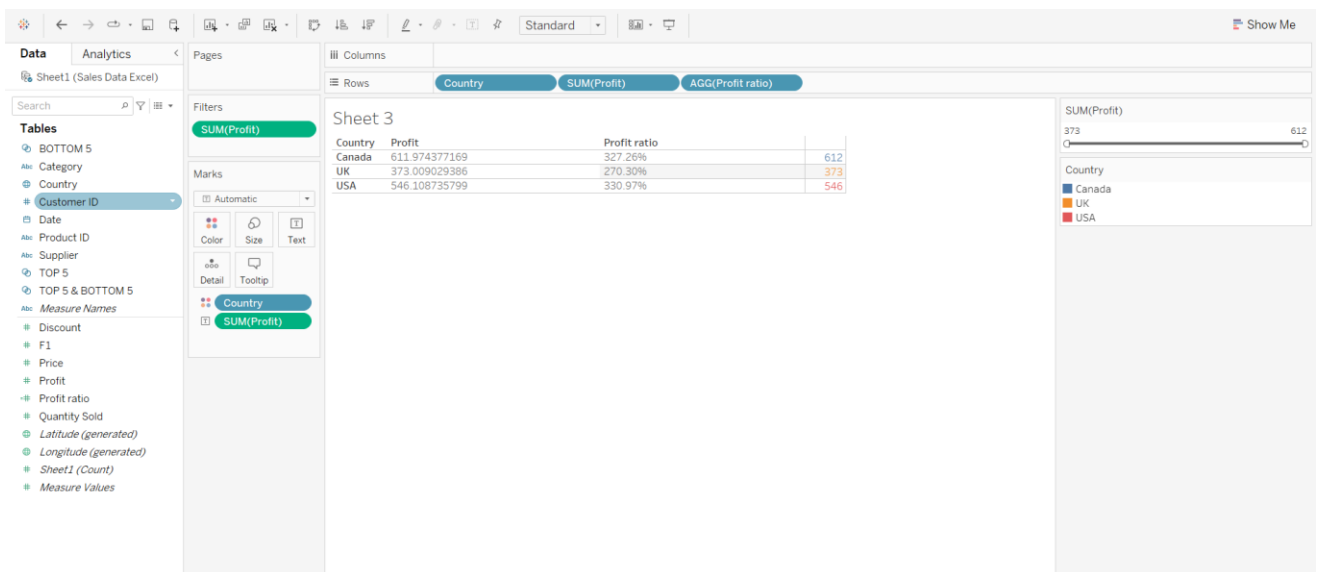 Standard
Show Me
Data
Analytics
Sheet1 (Sales Data Excel)
Search
Tables
BOTTOM 5
Abc Category
Country
# Customer ID
Date
Abc Product ID
Abc Supplier
TOP 5
TOP 5 & BOTTOM 5
Abc Measure Names
# Discount
# F1
# Price
# Profit
=# Profit ratio
# Quantity Sold
Latitude (generated)
Longitude (generated)
# Sheet1 (Count)
# Measure Values
Pages
Filters
SUM(Profit)
Marks
T Automatic
Color Size Text
Detail Tooltip
Country
T SUM(Profit)
Columns
Rows Country SUM(Profit) AGG(Profit ratio)
Sheet 3
Country Profit Profit ratio
Canada 611.974377169 327.26% 612
UK 373.009029386 270.30% 373
USA 546.108735799 330.97% 546
SUM(Profit)
373 612
Country
Canada
UK
USA